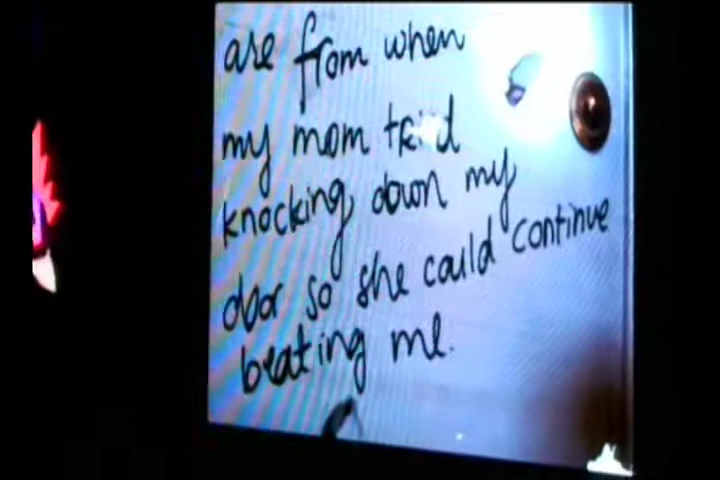 are from when
my mom tried
knocking down my
door so she could continue
beating me.